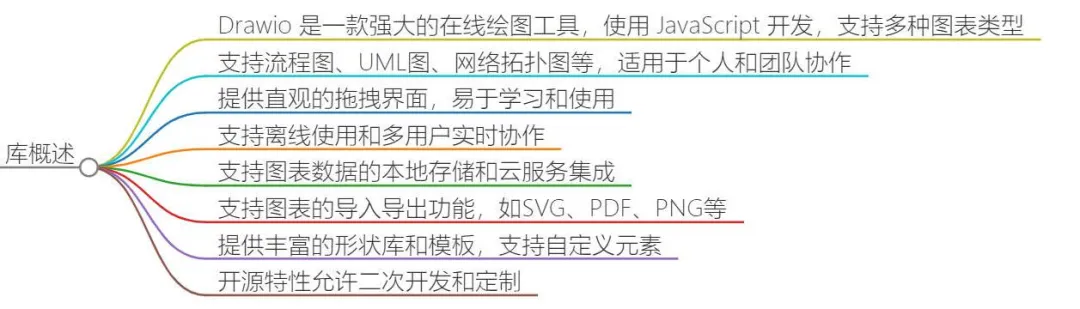 Drawio 是一款强大的在线绘图工具，使用 JavaScript 开发，支持多种图表类型
支持流程图、UML图、网络拓扑图等，适用于个人和团队协作
提供直观的拖拽界面，易于学习和使用
支持离线使用和多用户实时协作
库概述
支持图表数据的本地存储和云服务集成
支持图表的导入导出功能，如SVG、PDF、PNG等
提供丰富的形状库和模板，支持自定义元素
开源特性允许二次开发和定制